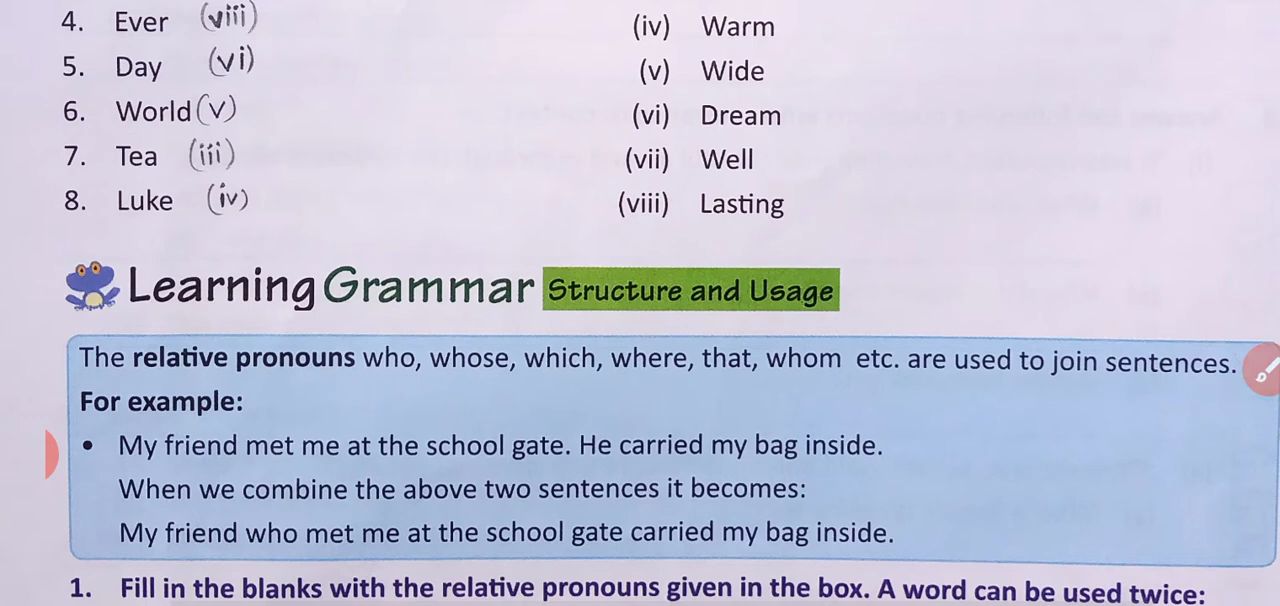 4. Ever (viii) (iv) Warm
5. Day (vi) (v) Wide
6. World (v) (vi) Dream
7. Tea (iii) (vii) Well
8. Luke (iv) (viii) Lasting
Learning Grammar Structure and Usage
The relative pronouns who, whose, which, where, that, whom etc. are used to join sentences.
For example:
• My friend met me at the school gate. He carried my bag inside.
When we combine the above two sentences it becomes:
My friend who met me at the school gate carried my bag inside.
1. Fill in the blanks with the relative pronouns given in the box. A word can be used twice: